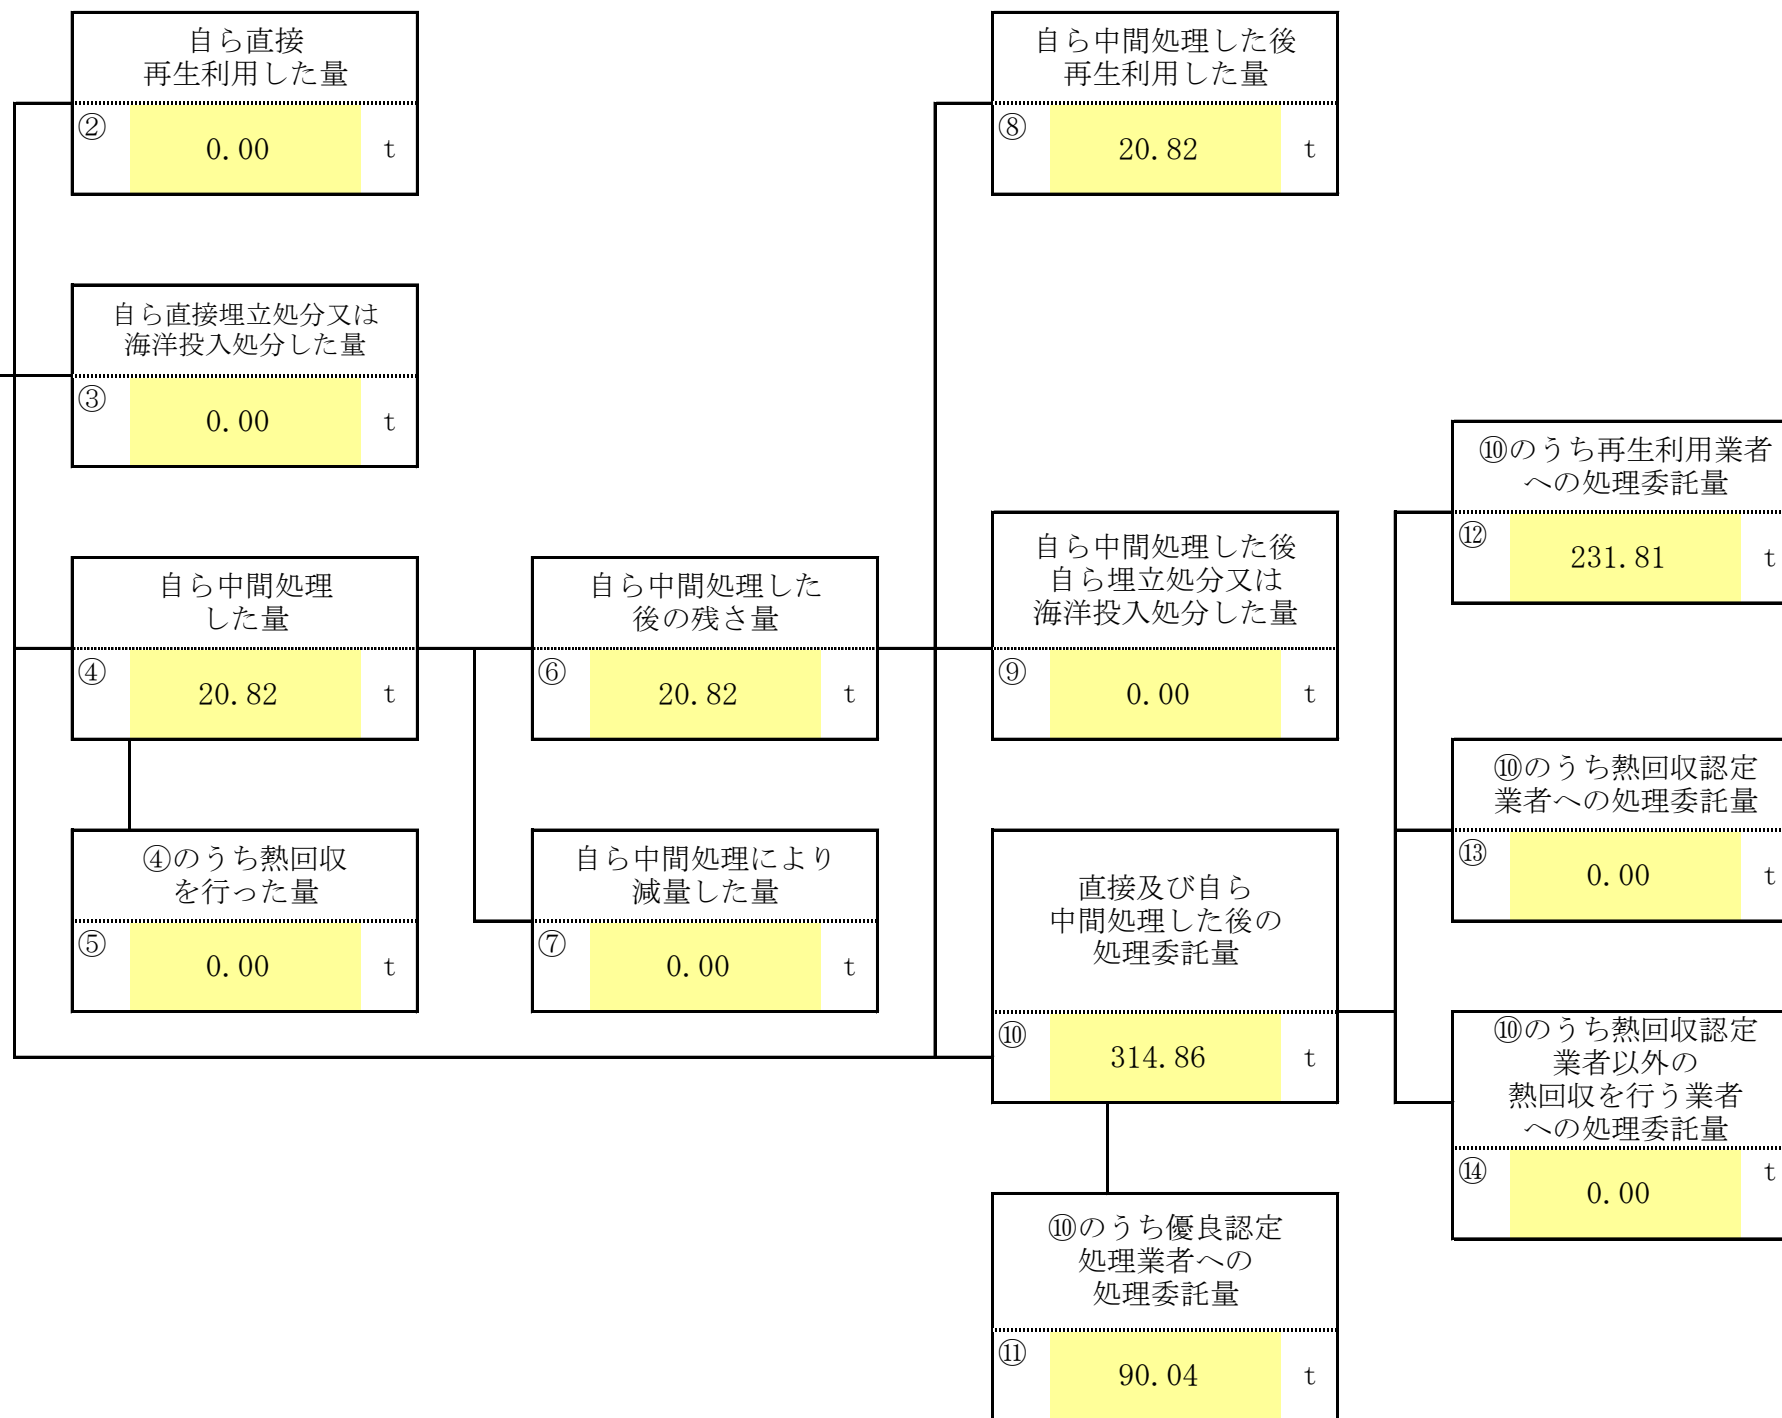 自ら直接
再生利用した量
②
0.00
t
自ら直接埋立処分又は
海洋投入処分した量
③
0.00
t
自ら中間処理
した量
④
20.82
t
④のうち熱回収
を行った量
⑤
0.00
t
自ら中間処理した
後の残さ量
⑥
20.82
t
自ら中間処理により
減量した量
⑦
0.00
t
自ら中間処理した後
再生利用した量
⑧
20.82
t
自ら中間処理した後
自ら埋立処分又は
海洋投入処分した量
⑨
0.00
t
直接及び自ら
中間処理した後の
処理委託量
⑩
314.86
t
⑩のうち優良認定
処理業者への
処理委託量
⑪
90.04
t
⑩のうち再生利用業者
への処理委託量
⑫
231.81
t
⑩のうち熱回収認定
業者への処理委託量
⑬
0.00
t
⑩のうち熱回収認定
業者以外の
熱回収を行う業者
への処理委託量
⑭
0.00
t